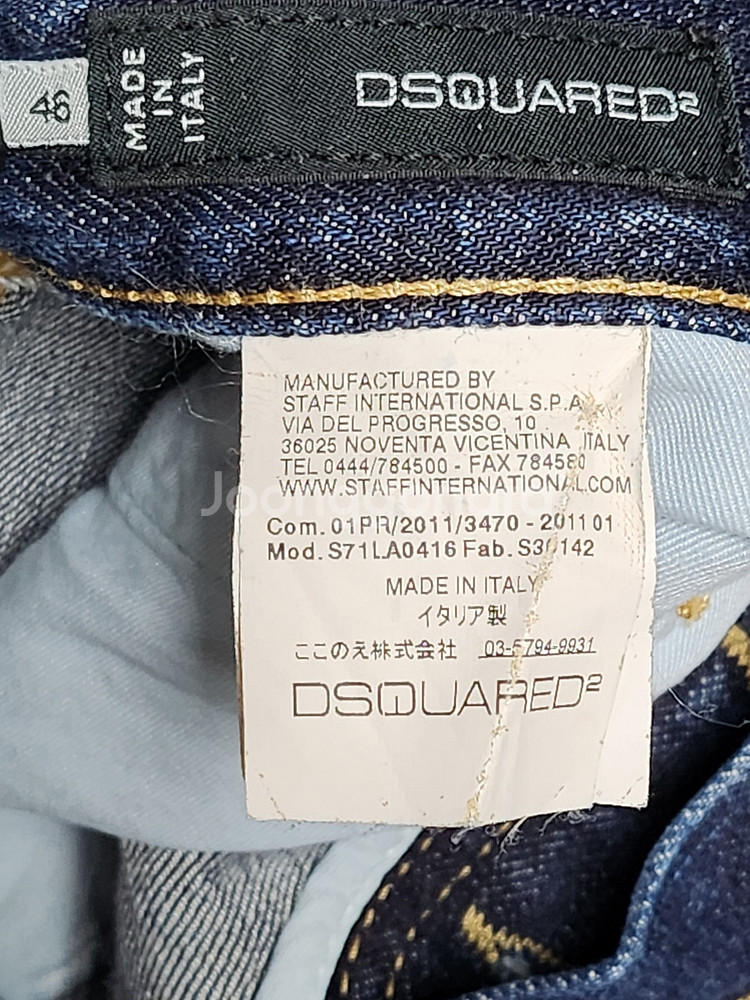 46
MADE
IN
ITALY
DSQUARED2
MANUFACTURED BY
STAFF INTERNATIONAL S.P.A.
VIA DEL PROGRESSO, 10
36025 NOVENTA VICENTINA ITALY
TEL 0444/784500 - FAX 784580
WWW.STAFFINTERNATIONAL.COM
Com. 01PR/2011/3470 - 2011 01
Mod. S71LA0416 Fab. S30142
MADE IN ITALY
イタリア製
ここのえ株式会社 03-5794-9931
DSQUARED2